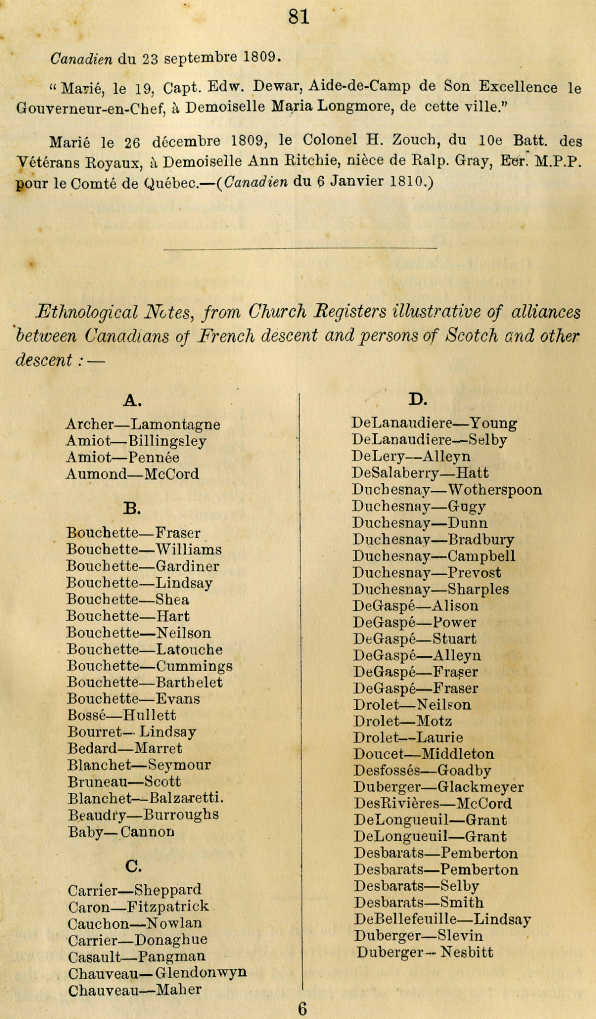 81
Canadien du 23 septembre 1809.
“ Marié, le 19, Capt. Edw. Dewar, Aide-de-Camp de Son Excellence le
Gouverneur-en-Chef, à Demoiselle Maria Longmore, de cette ville.”
Marié le 26 décembre 1809, le Colonel H. Zouch, du 10e Batt. des
Vétérans Royaux, à Demoiselle Ann Ritchie, nièce de Ralp. Gray, M.P.P.
pour le Comté de Québec.—(Canadien du 6 Janvier 1810.)
Ethnological Notes, from Church Registers illustrative of alliances
between Canadians of French descent and persons of Scotch and other
descent : —
A.
Archer—Lamontagne
Amiot—Billingsley
Amiot—Pennée
Aumond—McCord
B.
Bouchette—Fraser
Bouchette—Williams
Bouchette—Gardiner
Bouchette—Lindsay
Bouchette—Shea
Bouchette—Hart
Bouchette—Neilson
Bouchette—Latouche
Bouchette—Cummings
Bouchette—Barthelet
Bouchette—Evans
Bossé—Hullett
Bourret—Lindsay
Bedard—Marret
Blanchet—Seymour
Bruneau—Scott
Blanchet—Balzaretti.
Beaudry—Burroughs
Baby—Cannon
C.
Carrier—Sheppard
Caron—Fitzpatrick
Cauchon—Nowlan
Carrier—Donaghue
Casault—Pangman
Chauveau—Glendonwyn
Chauveau—Maher
D.
DeLanaudiere—Young
DeLanaudiere—Selby
DeLery—Alleyn
DeSalaberry—Hatt
Duchesnay—Wotherspoon
Duchesnay—Gugy
Duchesnay—Dunn
Duchesnay—Bradbury
Duchesnay—Campbell
Duchesnay—Prevost
Duchesnay—Sharples
DeGaspé—Alison
DeGaspé—Power
DeGaspé—Stuart
DeGaspé—Alleyn
DeGaspé—Fraser
DeGaspé—Fraser
Drolet—Neilson
Drolet—Motz
Drolet—Laurie
Doucet—Middleton
Desfossés—Goadby
Duberger—Glackmeyer
DesRivières—McCord
DeLongueuil—Grant
DeLongueuil—Grant
Desbarats—Pemberton
Desbarats—Pemberton
Desbarats—Selby
Desbarats—Smith
DeBellefeuille—Lindsay
Duberger—Slevin
Duberger—Nesbitt
6